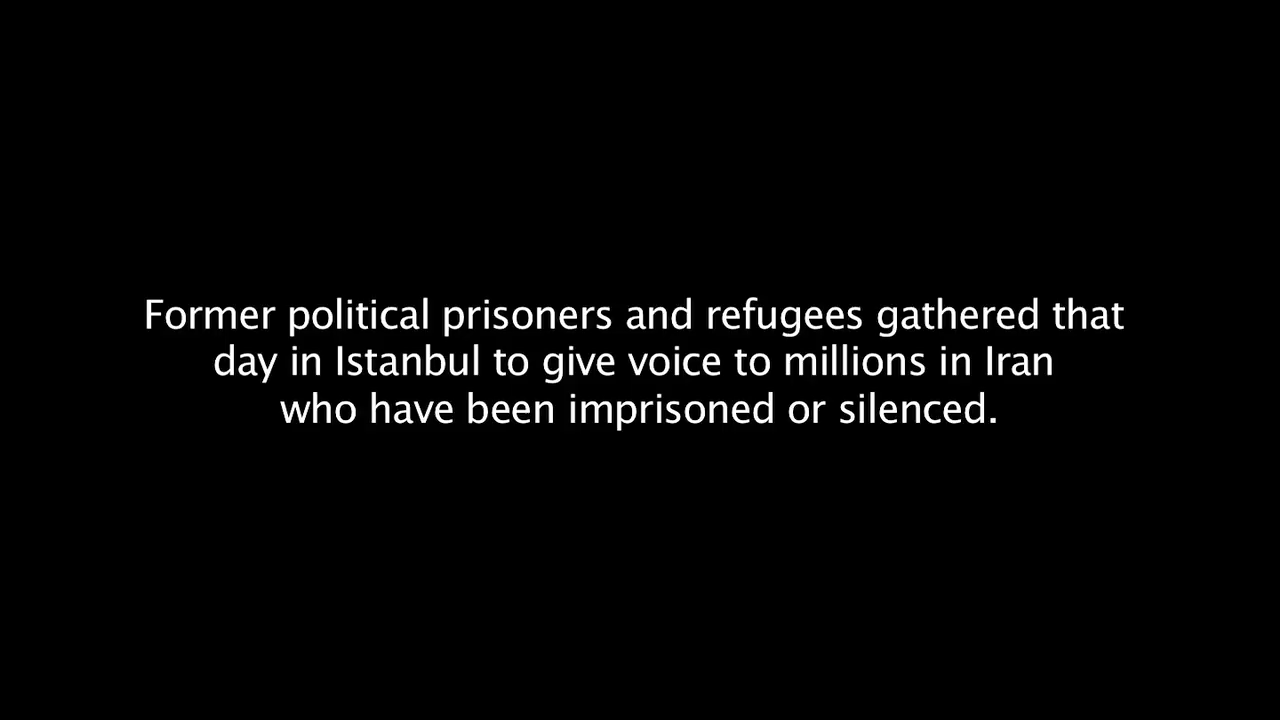 Former political prisoners and refugees gathered that
day in Istanbul to give voice to millions in Iran
who have been imprisoned or silenced.